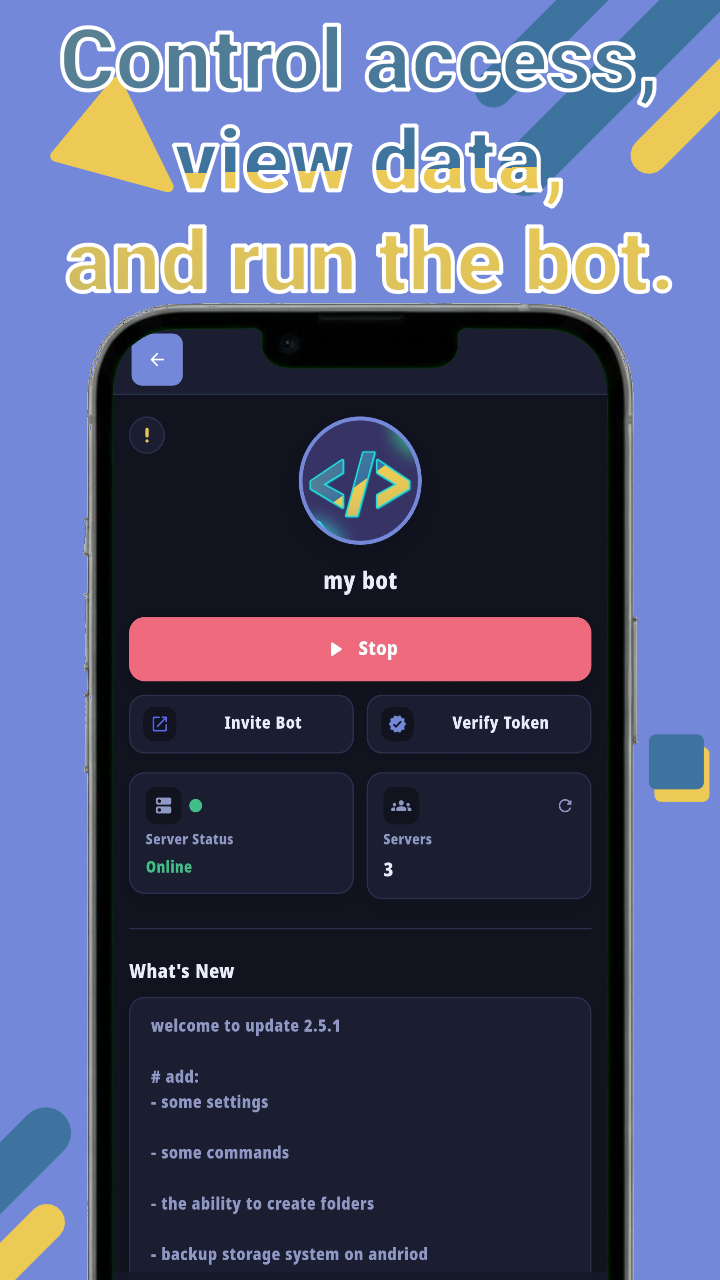 Control access,
view data,
and run the bot.
!
</>
my bot
Stop
Invite Bot
Verify Token
Server Status
Online
Servers
3
What's New
welcome to update 2.5.1
# add:
- some settings
- some commands
- the ability to create folders
- backup storage system on andriod